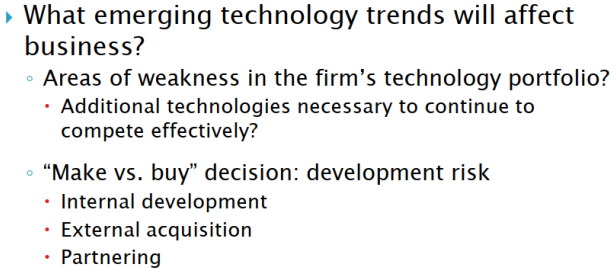 What emerging technology trends will affect
business?
Areas of weakness in the firm's technology portfolio?
Additional technologies necessary to continue to
compete effectively?
“Make vs. buy” decision: development risk
Internal development
External acquisition
Partnering